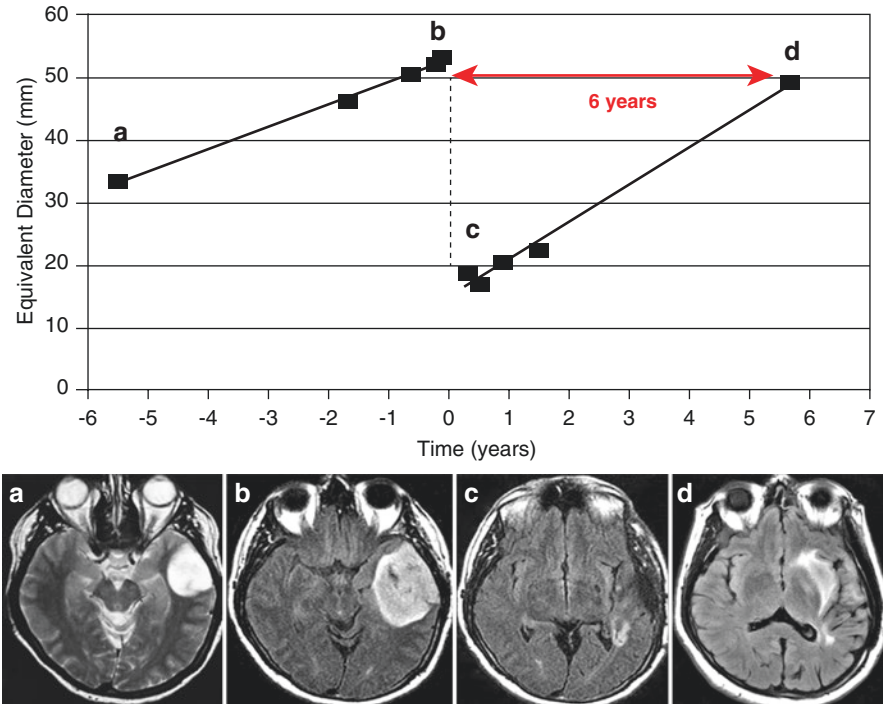 60
50
40
30
20
10
0
Equivalent Diameter (mm)
a
b
c
d
6 years
-6 -5 -4 -3 -2 -1 0 1 2 3 4 5 6 7
Time (years)
a b c d